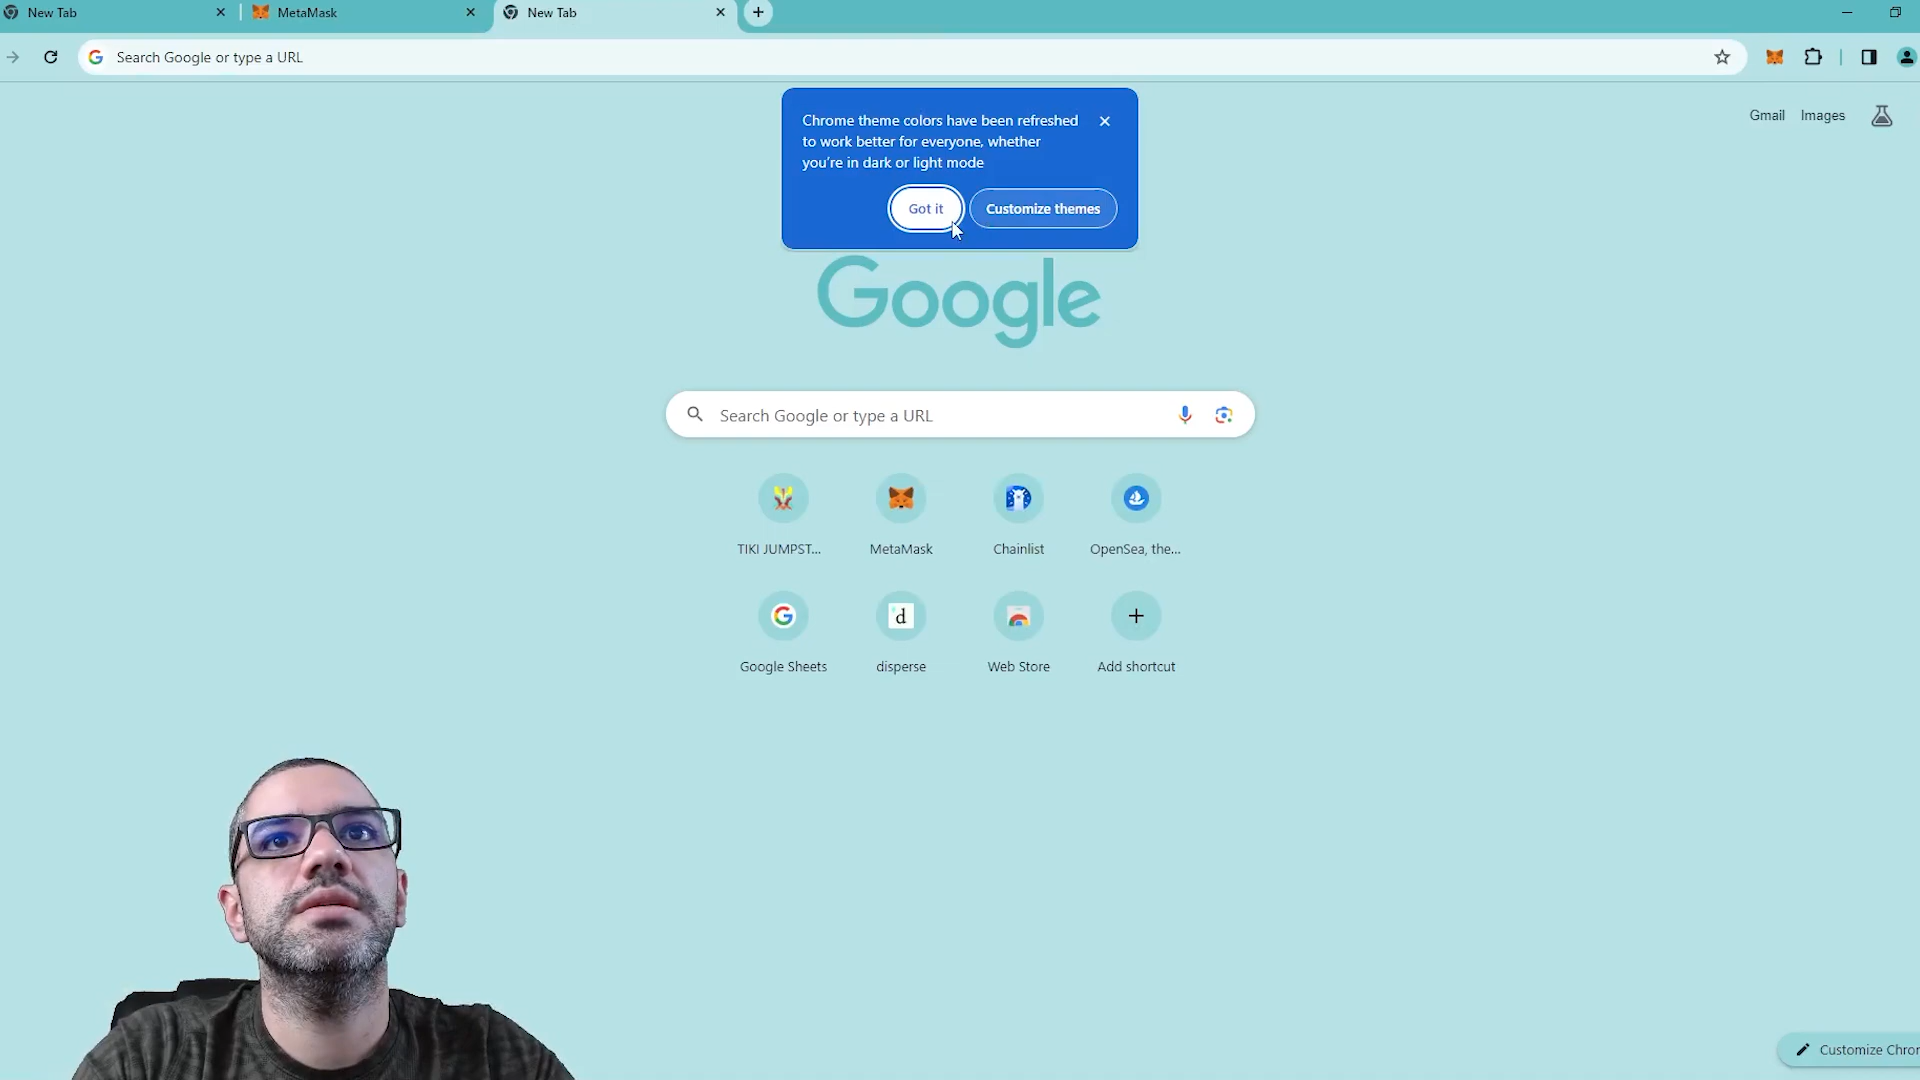 New Tab
MetaMask
New Tab
Search Google or type a URL
Gmail
Images
Chrome theme colors have been refreshed
to work better for everyone, whether
you're in dark or light mode
Got it
Customize themes
Google
Search Google or type a URL
TIKI JUMPST...
MetaMask
Chainlist
OpenSea, the...
Google Sheets
disperse
Web Store
Add shortcut
Customize Chro